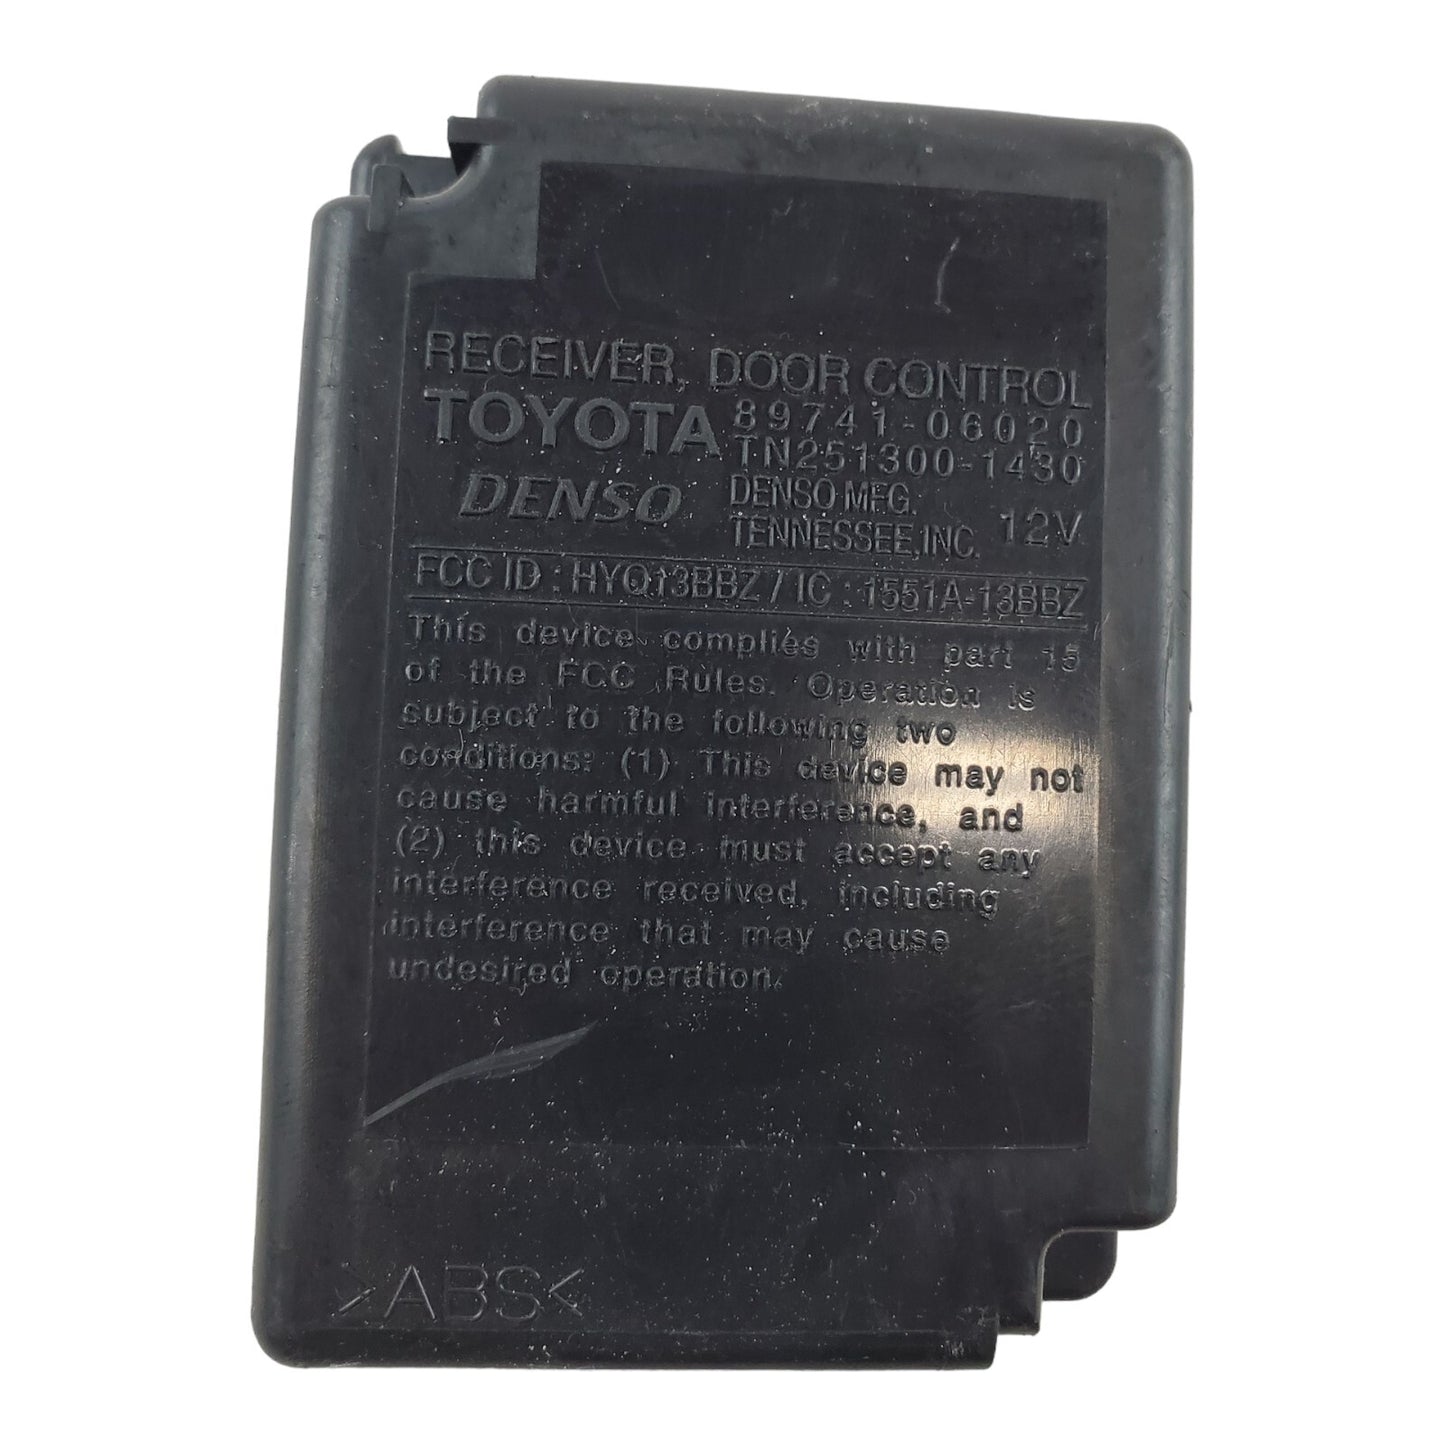 RECEIVER, DOOR CONTROL
TOYOTA 89741-06020
TN251300-1430
DENSO DENSO MFG.
TENNESSEE, INC. 12V
FCC ID : HYQ13BBZ / IC : 1551A-13BBZ
This device complies with part 15
of the FCC Rules. Operation is
subject to the following two
conditions: (1) This device may not
cause harmful interference, and
(2) this device must accept any
interference received, including
interference that may cause
undesired operation.
>ABS<